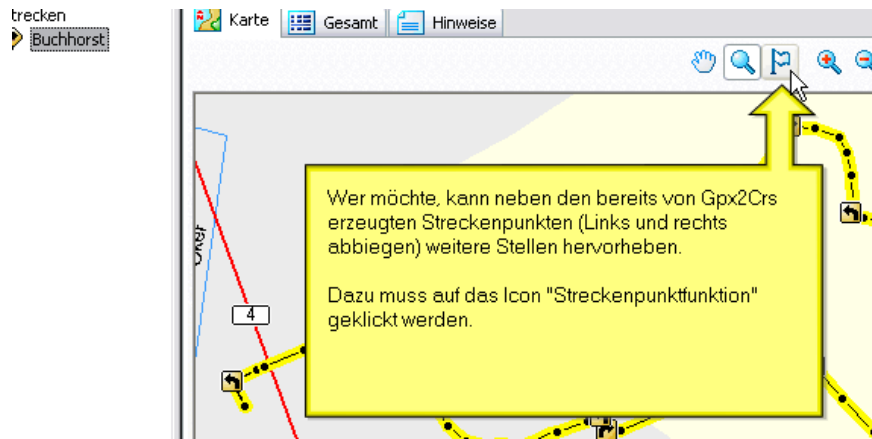 trecken
Buchhorst
Karte
Gesamt
Hinweise
Wer möchte, kann neben den bereits von Gpx2Crs
erzeugten Streckenpunkten (Links und rechts
abbiegen) weitere Stellen hervorheben.
Dazu muss auf das Icon "Streckenpunktfunktion"
geklickt werden.
Oker
4